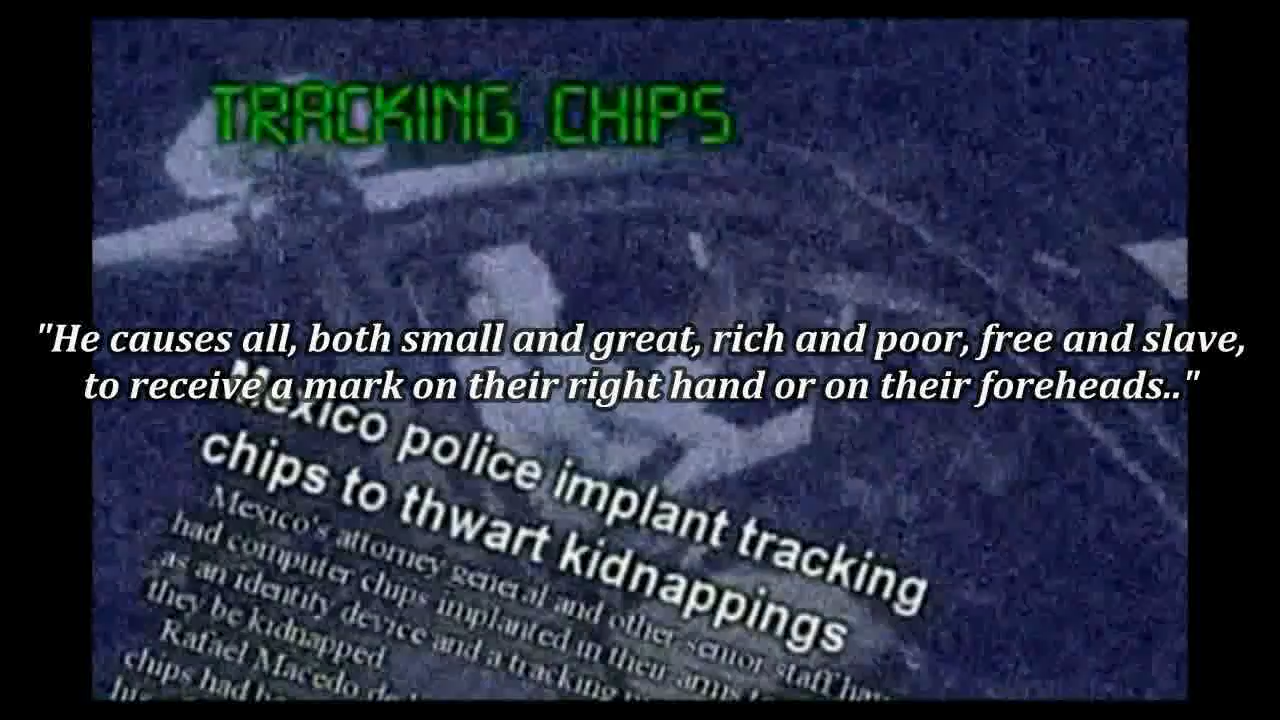 TRACKING CHIPS
"He causes all, both small and great, rich and poor, free and slave,
to receive a mark on their right hand or on their foreheads.."
Mexico police implant tracking
chips to thwart kidnappings
Mexico's attorney general and other senior staff
had computer chips implanted in their arms
as an identity device and a tracking
they be kidnapped.
Rafael Macedo
chips had